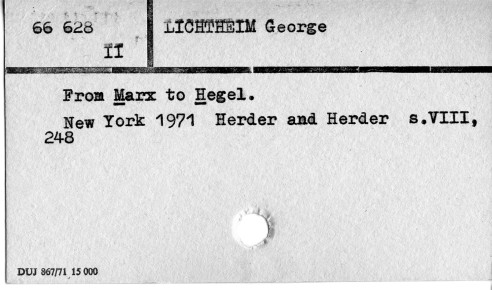 66 628
II
LICHTHEIM George
From Marx to Hegel.
New York 1971 Herder and Herder s.VIII,
248
DUJ 867/71 15 000